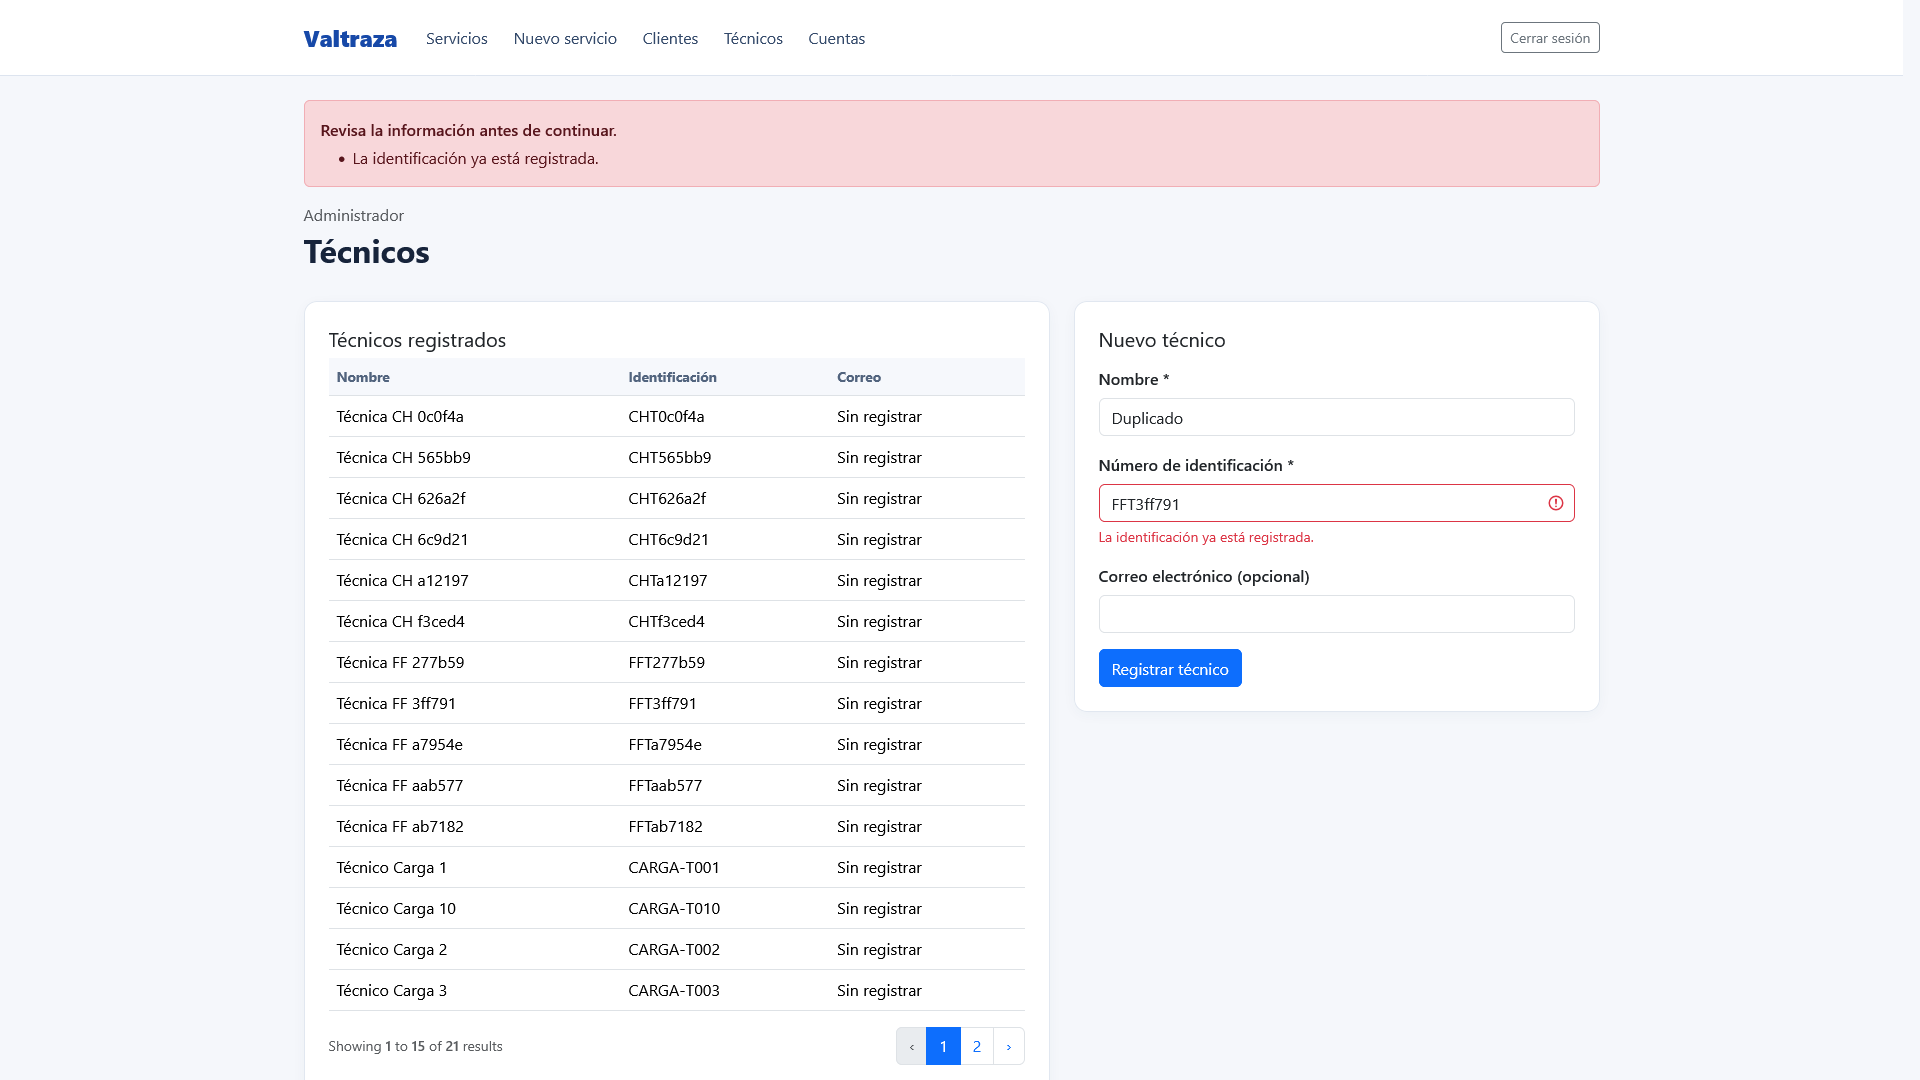 Valtraza Servicios Nuevo servicio Clientes Técnicos Cuentas Cerrar sesión
Revisa la información antes de continuar.
• La identificación ya está registrada.
Administrador
Técnicos
Técnicos registrados
Nombre Identificación Correo
Técnica CH 0c0f4a CHT0c0f4a Sin registrar
Técnica CH 565bb9 CHT565bb9 Sin registrar
Técnica CH 626a2f CHT626a2f Sin registrar
Técnica CH 6c9d21 CHT6c9d21 Sin registrar
Técnica CH a12197 CHTa12197 Sin registrar
Técnica CH f3ced4 CHTf3ced4 Sin registrar
Técnica FF 277b59 FFT277b59 Sin registrar
Técnica FF 3ff791 FFT3ff791 Sin registrar
Técnica FF a7954e FFTa7954e Sin registrar
Técnica FF aab577 FFTaab577 Sin registrar
Técnica FF ab7182 FFTab7182 Sin registrar
Técnico Carga 1 CARGA-T001 Sin registrar
Técnico Carga 10 CARGA-T010 Sin registrar
Técnico Carga 2 CARGA-T002 Sin registrar
Técnico Carga 3 CARGA-T003 Sin registrar
Showing 1 to 15 of 21 results ‹ 1 2 ›
Nuevo técnico
Nombre *
Duplicado
Número de identificación *
FFT3ff791
La identificación ya está registrada.
Correo electrónico (opcional)
Registrar técnico